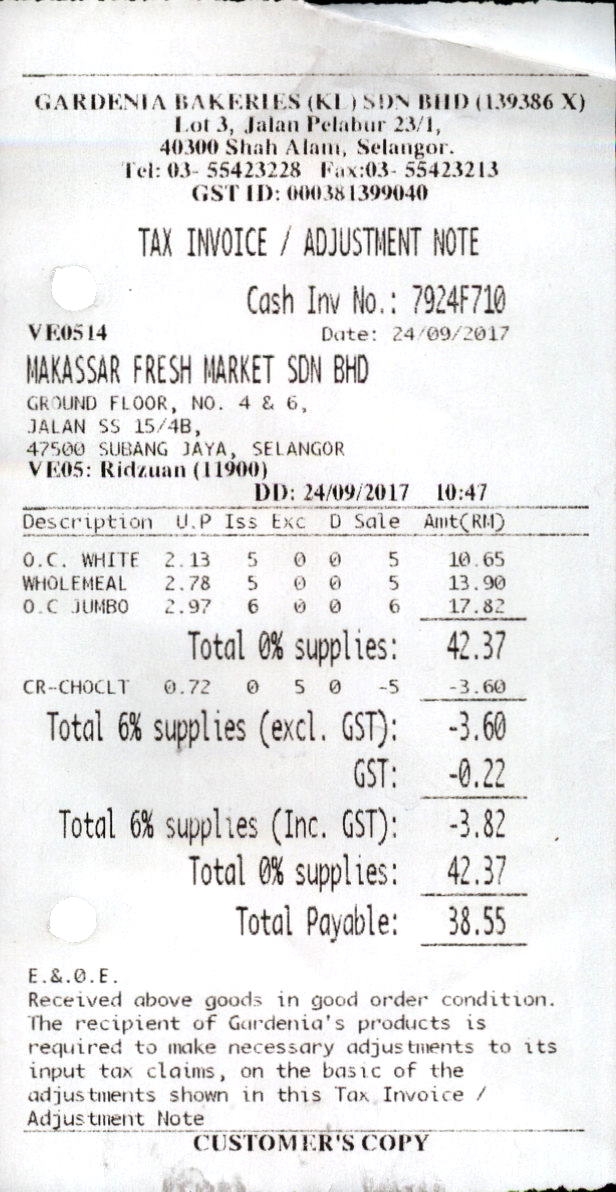 GARDENIA BAKERIES (KL) SDN BHD (139386 X)
Lot 3, Jalan Pelabur 23/1,
40300 Shah Alam, Selangor.
Tel: 03- 55423228 Fax:03- 55423213
GST ID: 000381399040
TAX INVOICE / ADJUSTMENT NOTE
Cash Inv No.: 7924F710
VE0514 Date: 24/09/2017
MAKASSAR FRESH MARKET SDN BHD
GROUND FLOOR, NO. 4 & 6,
JALAN SS 15/4B,
47500 SUBANG JAYA, SELANGOR
VE05: Ridzuan (11900)
DD: 24/09/2017 10:47
Description U.P Iss Exc D Sale Amt(RM)
O.C. WHITE 2.13 5 0 0 5 10.65
WHOLEMEAL 2.78 5 0 0 5 13.90
O.C JUMBO 2.97 6 0 0 6 17.82
Total 0% supplies: 42.37
CR-CHOCLT 0.72 0 5 0 -5 -3.60
Total 6% supplies (excl. GST): -3.60
GST: -0.22
Total 6% supplies (Inc. GST): -3.82
Total 0% supplies: 42.37
Total Payable: 38.55
E.&.O.E.
Received above goods in good order condition.
The recipient of Gardenia's products is
required to make necessary adjustments to its
input tax claims, on the basic of the
adjustments shown in this Tax Invoice /
Adjustment Note
CUSTOMER'S COPY